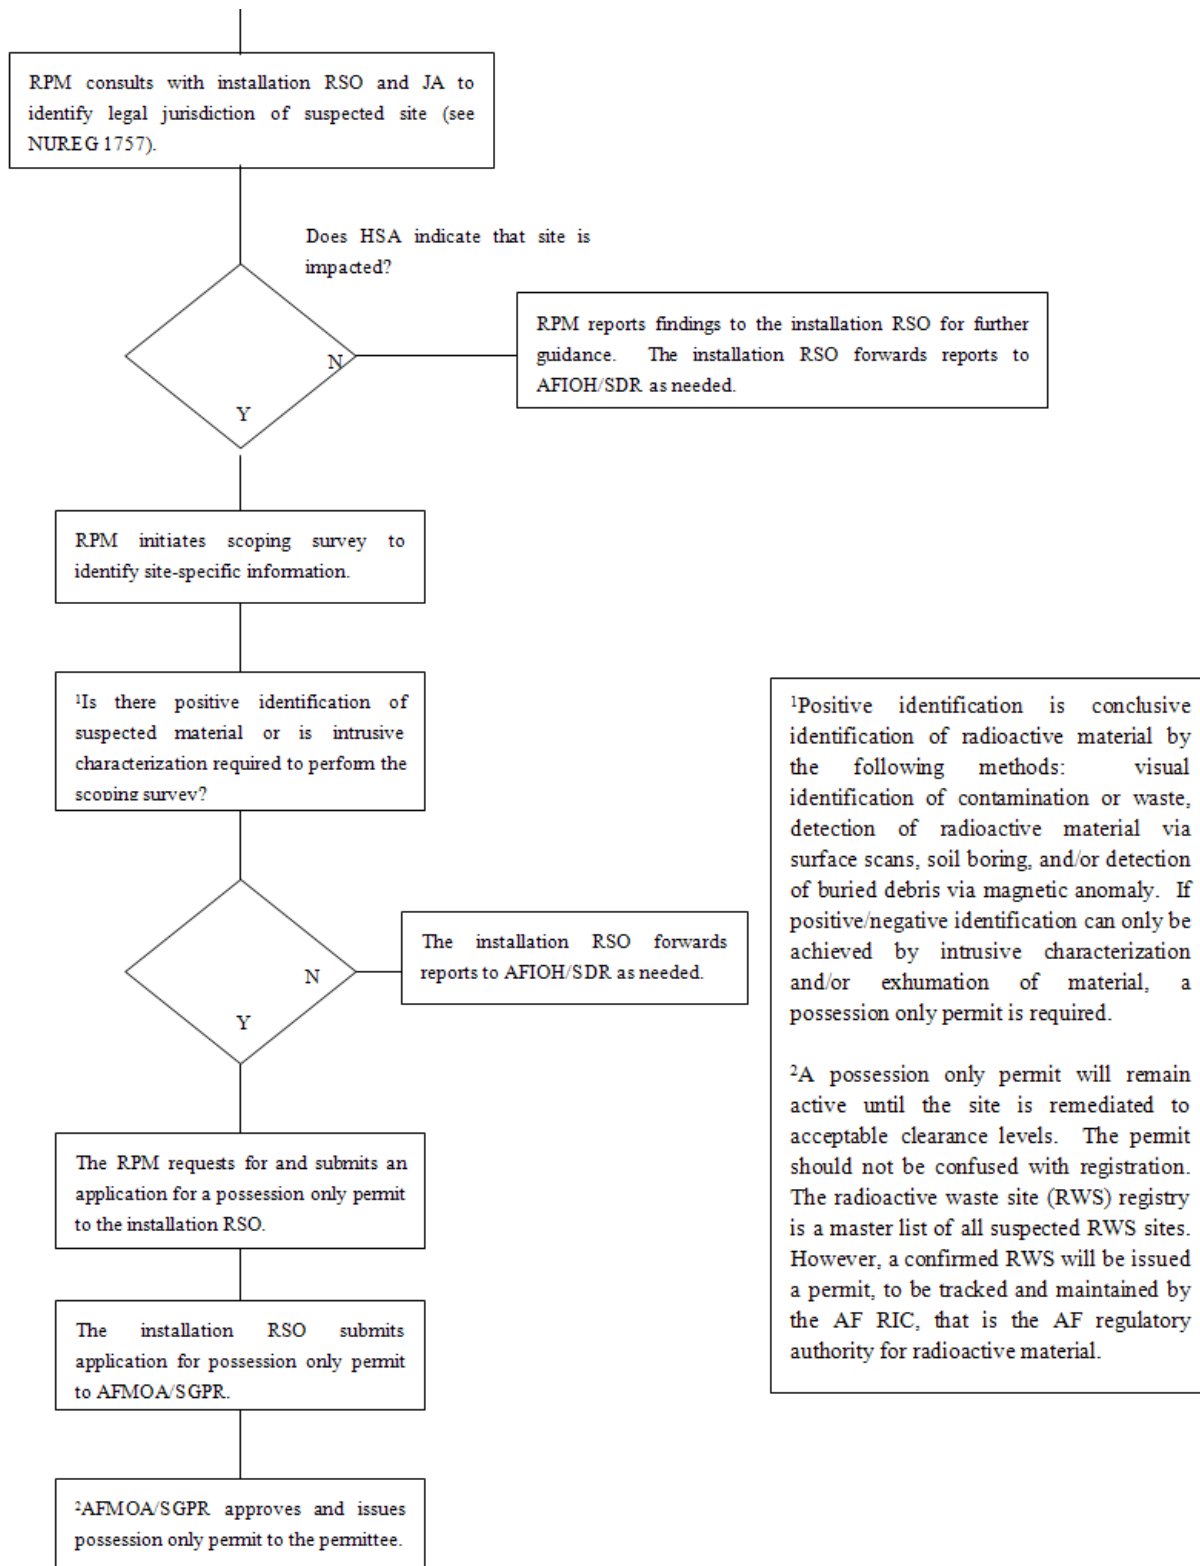 RPM consults with installation RSO and JA to
identify legal jurisdiction of suspected site (see
NUREG 1757).
Does HSA indicate that site is
impacted?
N
Y
RPM reports findings to the installation RSO for further
guidance. The installation RSO forwards reports to
AFIOH/SDR as needed.
RPM initiates scoping survey to
identify site-specific information.
¹Is there positive identification of
suspected material or is intrusive
characterization required to perform the
scoping survey?
N
Y
The installation RSO forwards
reports to AFIOH/SDR as needed.
The RPM requests for and submits an
application for a possession only permit
to the installation RSO.
The installation RSO submits
application for possession only permit
to AFMOA/SGPR.
²AFMOA/SGPR approves and issues
possession only permit to the permittee.
¹Positive identification is conclusive
identification of radioactive material by
the following methods: visual
identification of contamination or waste,
detection of radioactive material via
surface scans, soil boring, and/or detection
of buried debris via magnetic anomaly. If
positive/negative identification can only be
achieved by intrusive characterization
and/or exhumation of material, a
possession only permit is required.
²A possession only permit will remain
active until the site is remediated to
acceptable clearance levels. The permit
should not be confused with registration.
The radioactive waste site (RWS) registry
is a master list of all suspected RWS sites.
However, a confirmed RWS will be issued
a permit, to be tracked and maintained by
the AF RIC, that is the AF regulatory
authority for radioactive material.